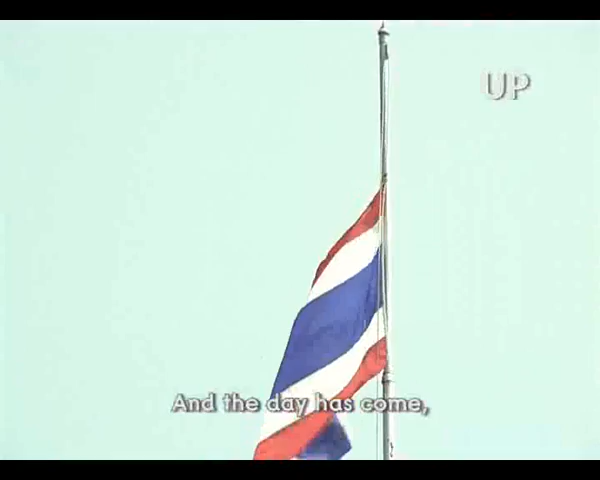 UP
And the day has come,